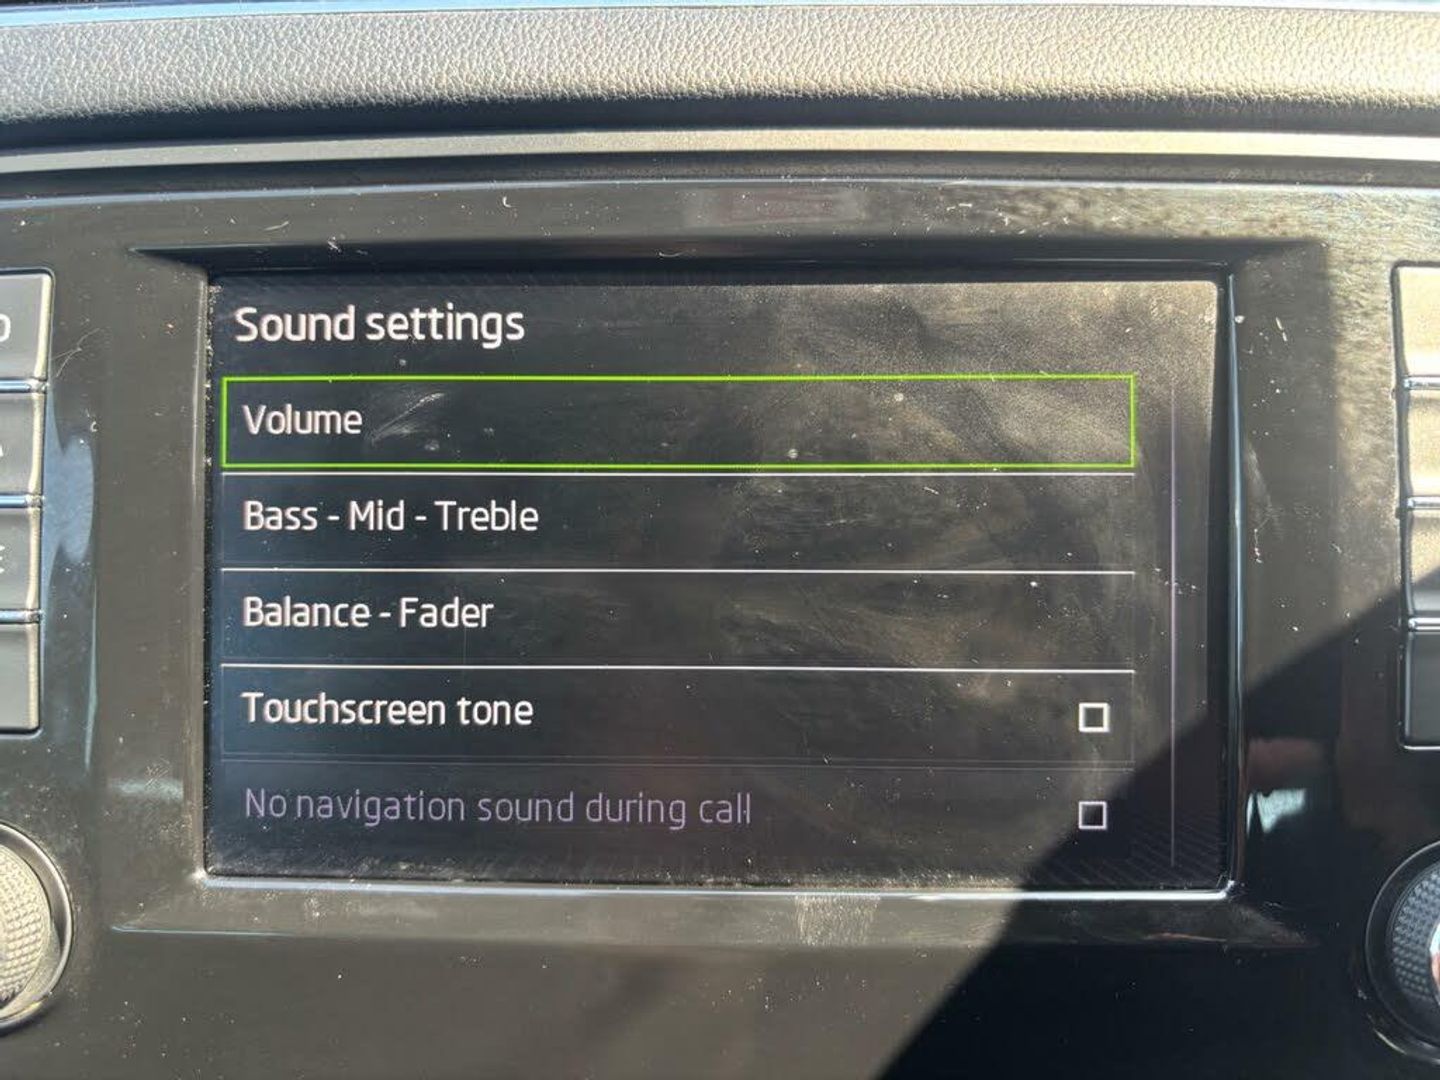 Sound settings
Volume
Bass - Mid - Treble
Balance - Fader
Touchscreen tone
No navigation sound during call